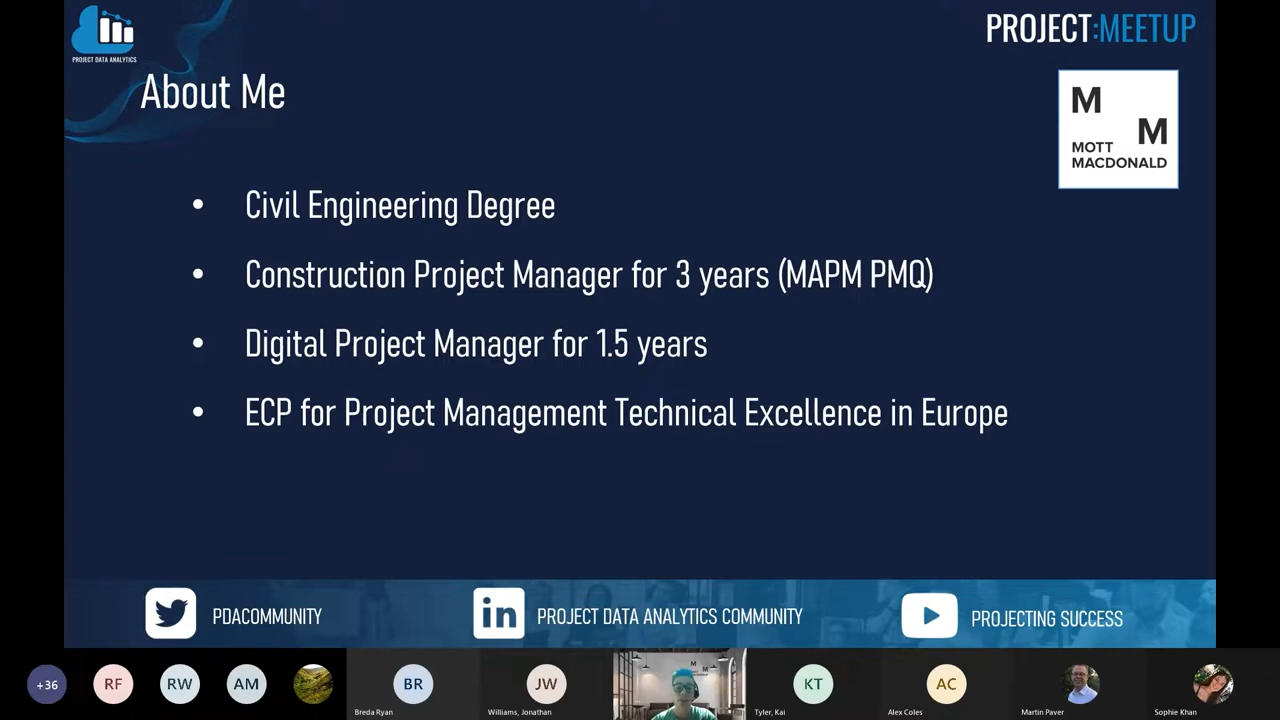 PROJECT DATA ANALYTICS
PROJECT:MEETUP
About Me
M
M
MOTT
MACDONALD
• Civil Engineering Degree
• Construction Project Manager for 3 years (MAPM PMQ)
• Digital Project Manager for 1.5 years
• ECP for Project Management Technical Excellence in Europe
PDACOMMUNITY
in PROJECT DATA ANALYTICS COMMUNITY
PROJECTING SUCCESS
+36
RF
RW
AM
BR
Breda Ryan
JW
Williams, Jonathan
M
M
KT
Tyler, Kai
AC
Alex Coles
Martin Paver
Sophie Khan